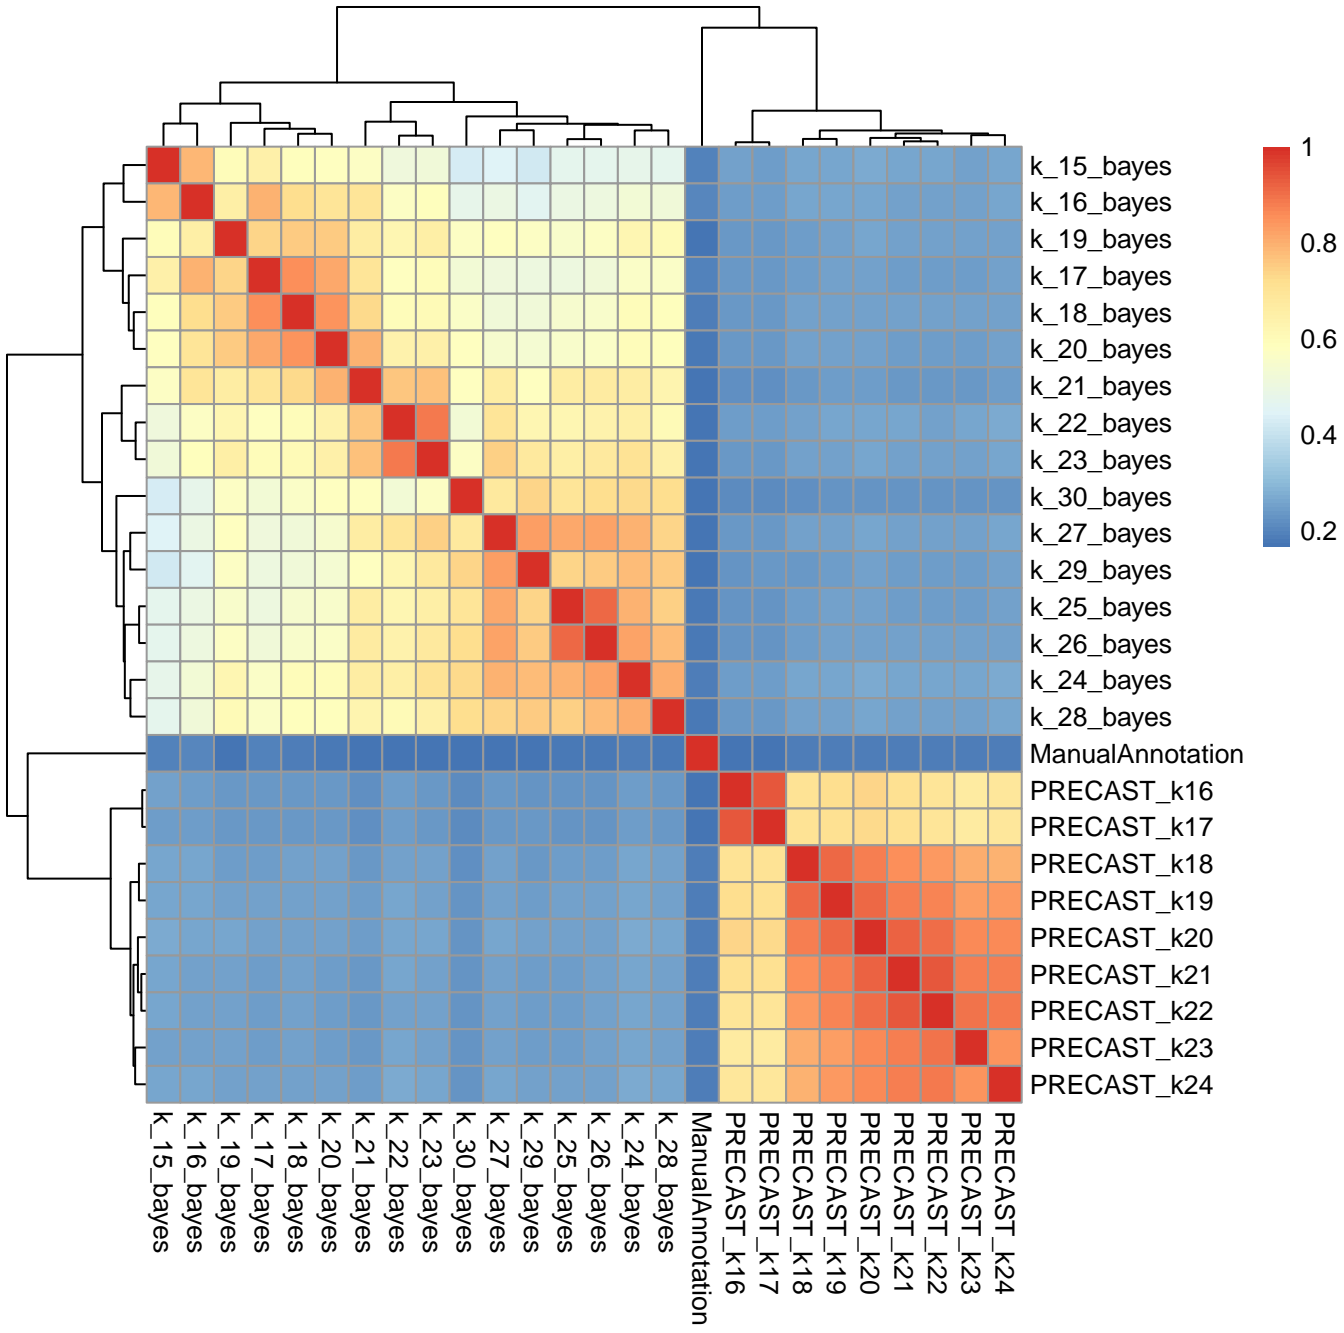 k_15_bayes
k_16_bayes
k_19_bayes
k_17_bayes
k_18_bayes
k_20_bayes
k_21_bayes
k_22_bayes
k_23_bayes
k_30_bayes
k_27_bayes
k_29_bayes
k_25_bayes
k_26_bayes
k_24_bayes
k_28_bayes
ManualAnnotation
PRECAST_k16
PRECAST_k17
PRECAST_k18
PRECAST_k19
PRECAST_k20
PRECAST_k21
PRECAST_k22
PRECAST_k23
PRECAST_k24
1
0.8
0.6
0.4
0.2
k_15_bayes
k_16_bayes
k_19_bayes
k_17_bayes
k_18_bayes
k_20_bayes
k_21_bayes
k_22_bayes
k_23_bayes
k_30_bayes
k_27_bayes
k_29_bayes
k_25_bayes
k_26_bayes
k_24_bayes
k_28_bayes
ManualAnnotation
PRECAST_k16
PRECAST_k17
PRECAST_k18
PRECAST_k19
PRECAST_k20
PRECAST_k21
PRECAST_k22
PRECAST_k23
PRECAST_k24